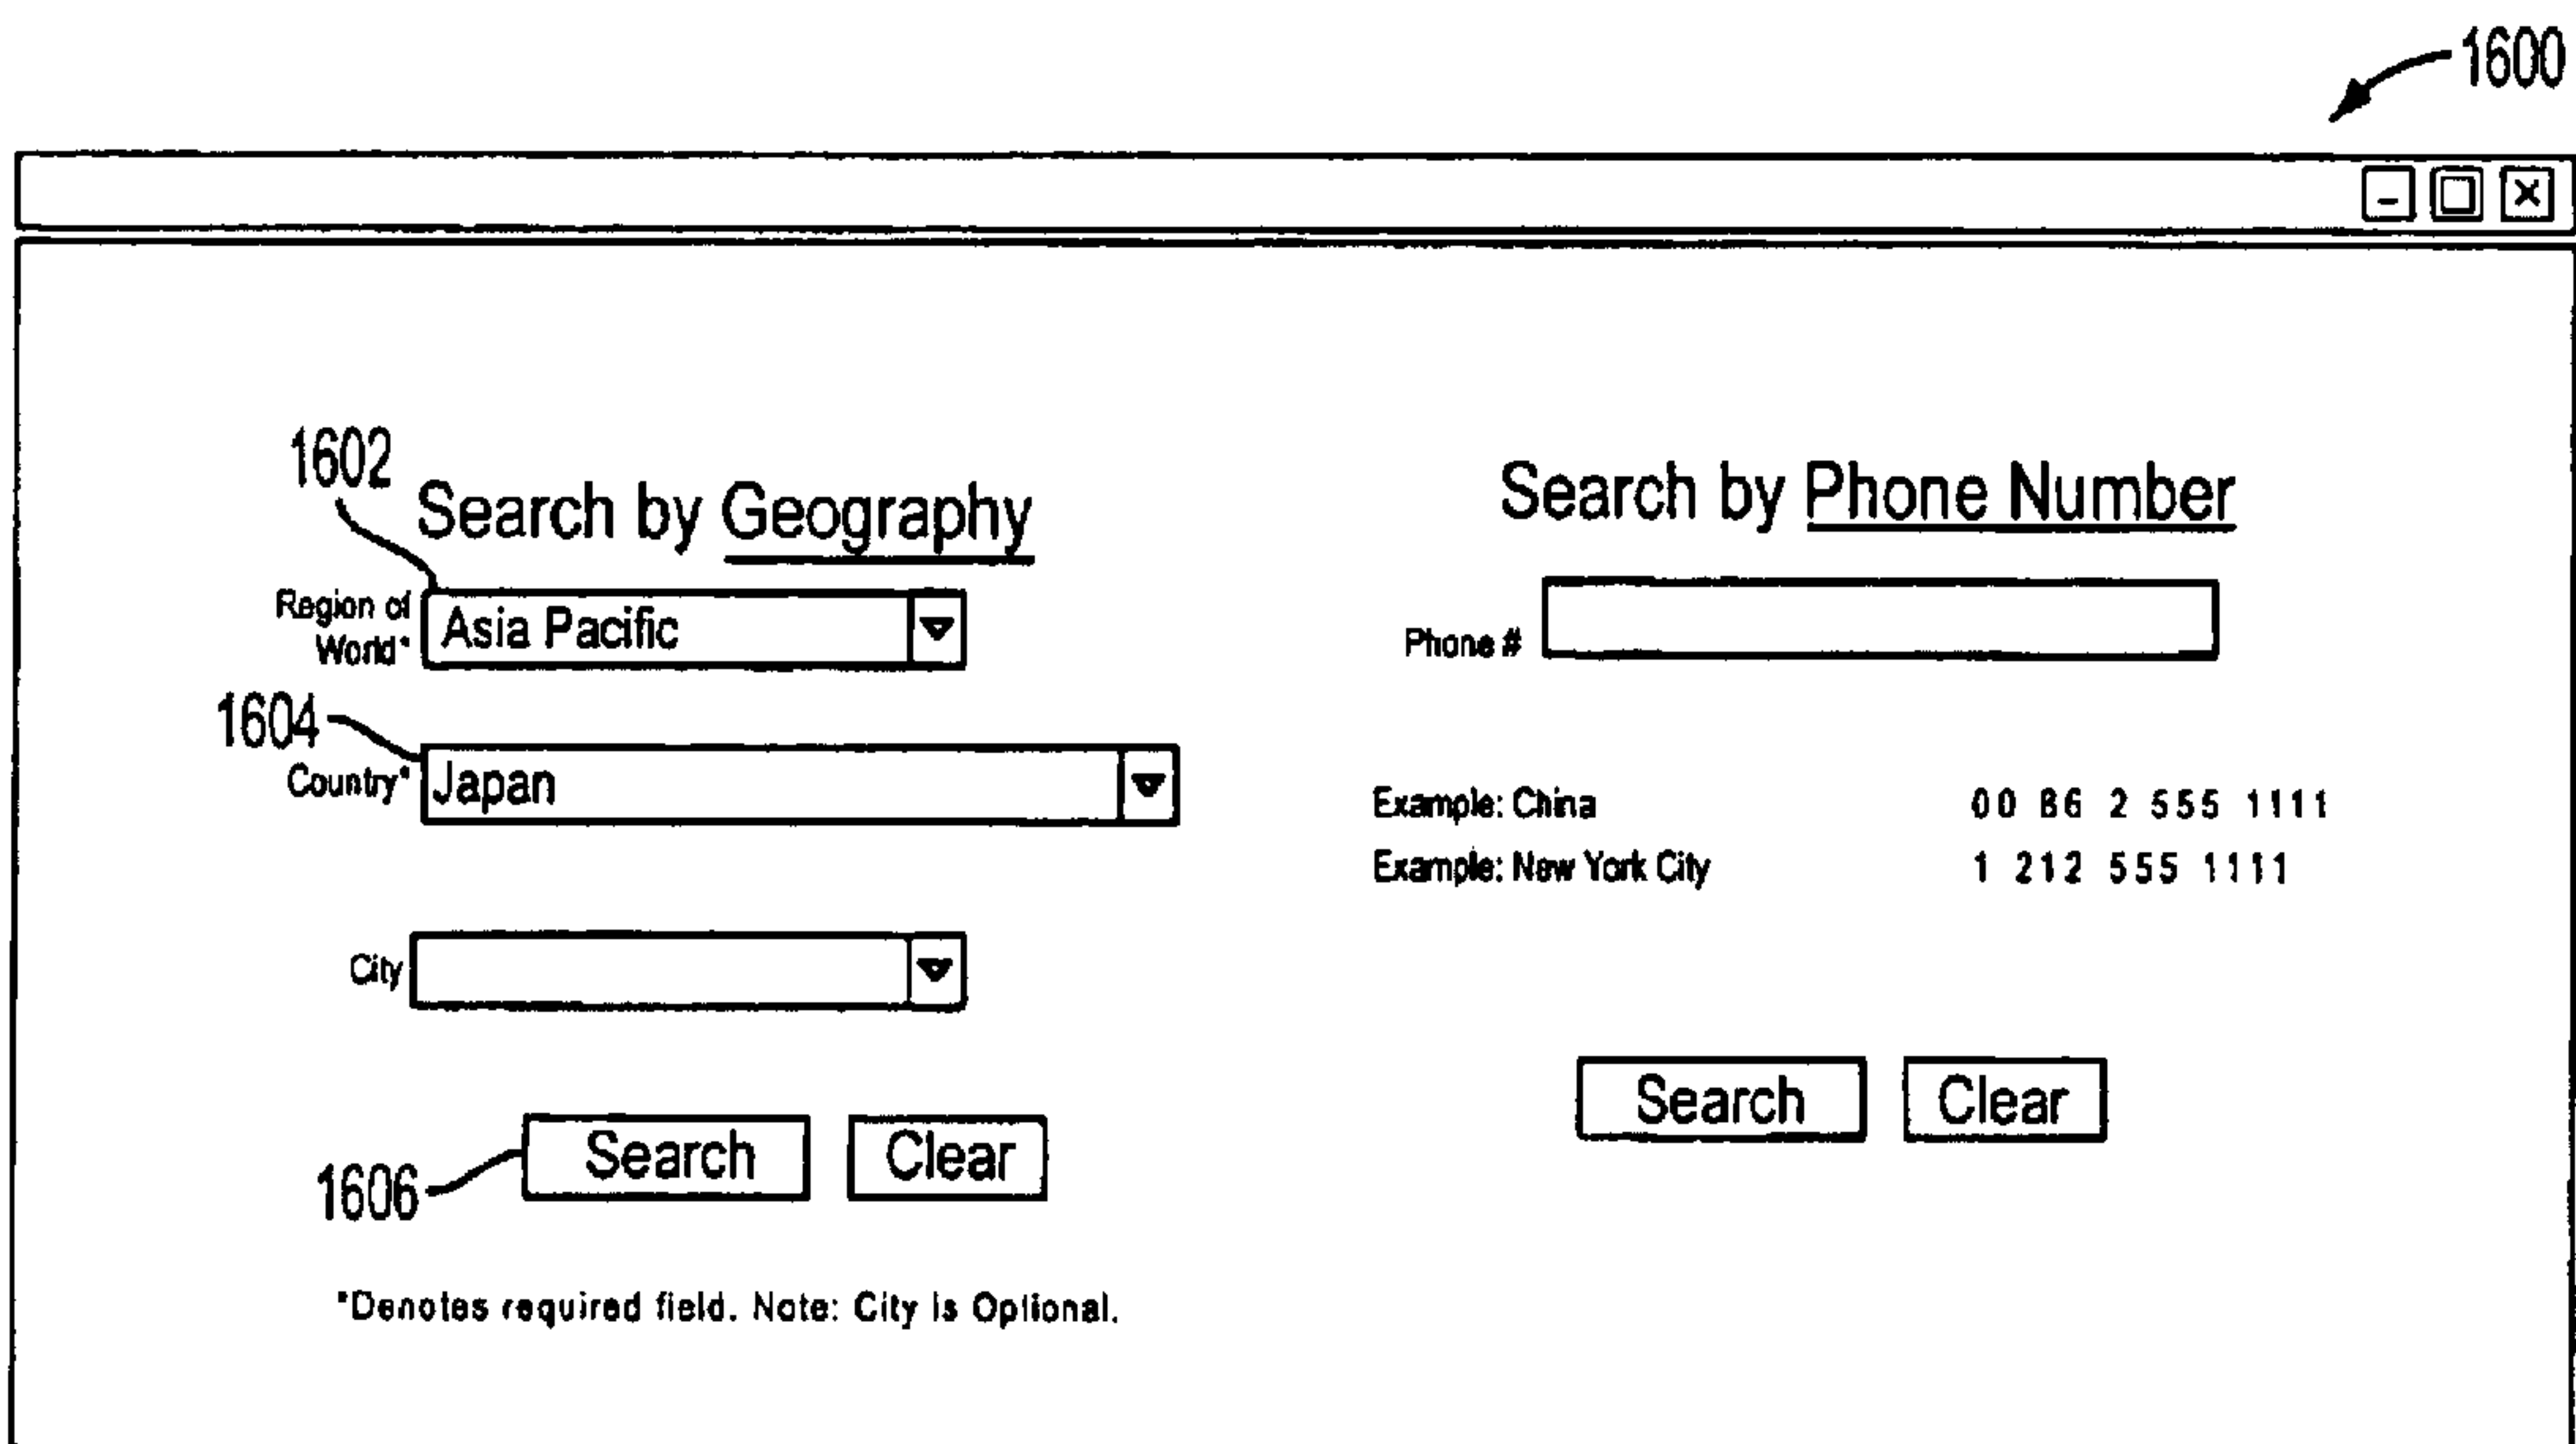 1600
1602
Search by Geography
Region of
World*
Asia Pacific
1604
Country*
Japan
City
1606
Search
Clear
*Denotes required field. Note: City is Optional.
Search by Phone Number
Phone #
Example: China 00 86 2 555 1111
Example: New York City 1 212 555 1111
Search
Clear